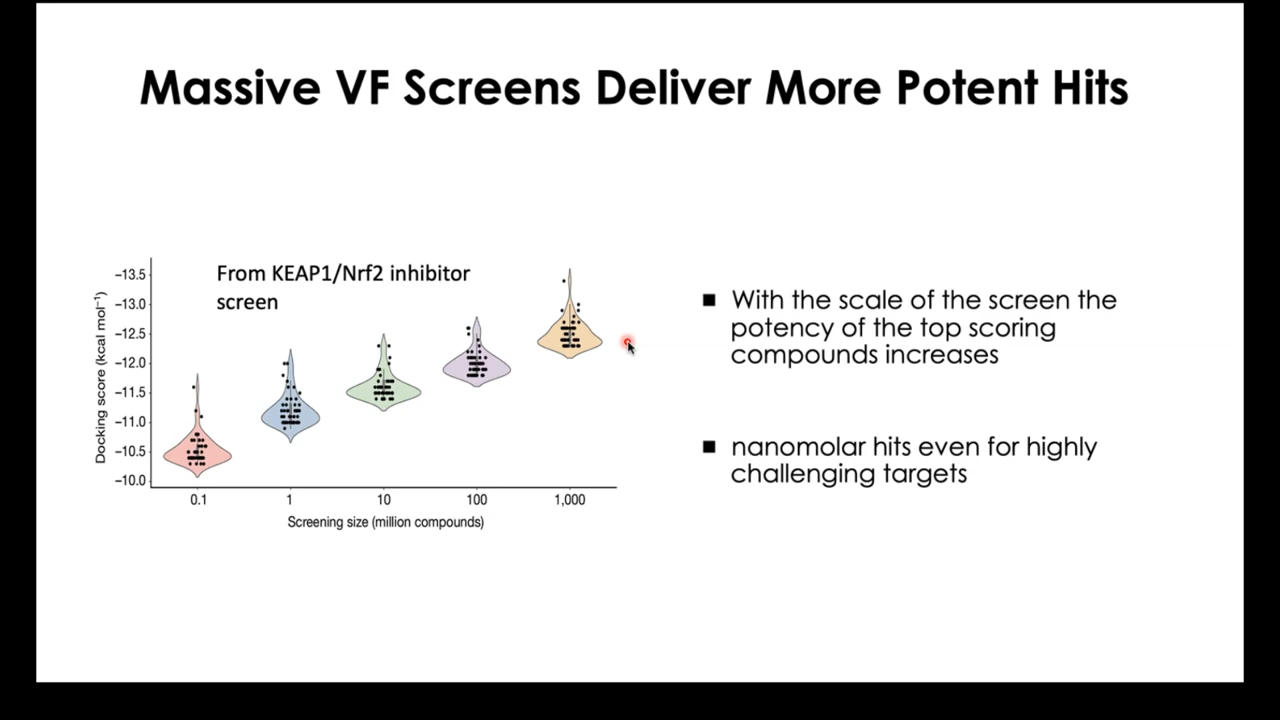 Massive VF Screens Deliver More Potent Hits
From KEAP1/Nrf2 inhibitor
screen
Docking score (kcal mol⁻¹)
−13.5
−13.0
−12.5
−12.0
−11.5
−11.0
−10.5
−10.0
0.1
1
10
100
1,000
Screening size (million compounds)
■ With the scale of the screen the
potency of the top scoring
compounds increases
■ nanomolar hits even for highly
challenging targets